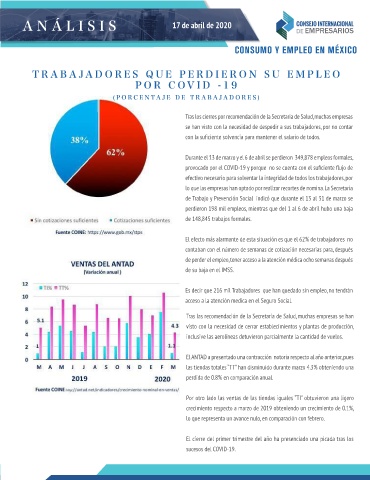 ANÁLISIS
17 de abril de 2020
CONSEJO INTERNACIONAL
DE EMPRESARIOS
CONSUMO Y EMPLEO EN MÉXICO
TRABAJADORES QUE PERDIERON SU EMPLEO
POR COVID -19
(PORCENTAJE DE TRABAJADORES)
38%
62%
Sin cotizaciones suficientes
Cotizaciones suficientes
Fuente COINE: https://www.gob.mx/stps
VENTAS DEL ANTAD
(Variación anual)
TI%
TT%
12
10
8
6
4
2
0
5.1
1
4.3
1.1
M A M J J A S O N D E F M
2019
2020
Fuente COINE:
Tras los cierres por recomendación de la Secretaría de Salud, muchas empresas
se han visto con la necesidad de despedir a sus trabajadores, por no contar
con la suficiente solvencia para mantener el salario de todos.
Durante el 13 de marzo y el 6 de abril se perdieron 346,878 empleos formales,
provocado por el COVID-19 y porque no se cuenta con el suficiente flujo de
efectivo necesario para solventar la integridad de todos los trabajadores, por
lo que las empresas han optado por realizar recortes de nomina. La Secretaría
de Trabajo y Previsión Social indicó que durante el 13 al 31 de marzo se
perdieron 198 mil empleos, mientras que del 1 al 6 de abril hubo una baja
de 148,845 trabajos formales.
El efecto más alarmante de esta situación es que el 62% de trabajadores no
contaban con el número de semanas de cotización necesarias para, después
de perder el empleo, tener acceso a la atención médica ocho semanas después
de su baja en el IMSS.
Es decir que 216 mil Trabajadores que han quedado sin empleo, no tendrán
acceso a la atención medica en el Seguro Social.
Tras las recomendación de la Secretaría de Salud, muchas empresas se han
visto con la necesidad de cerrar establecimientos y plantas de producción,
inclusive las aerolíneas detuvieron parcialmente la cantidad de vuelos.
El ANTAD a presentado una contracción notoria respecto al año anterior, pues
las tiendas totales "TT" han disminuido durante marzo 4.3% obteniendo una
perdida de 0.8% en comparación anual.
Por otro lado las ventas de las tiendas iguales "TI" obtuvieron una ligero
crecimiento respecto a marzo de 2019 obteniendo un crecimiento de 0.1%,
lo que representa un avance nulo, en comparación con febrero.
El cierre del primer trimestre del año ha presenciado una picada tras los
sucesos del COVID-19.